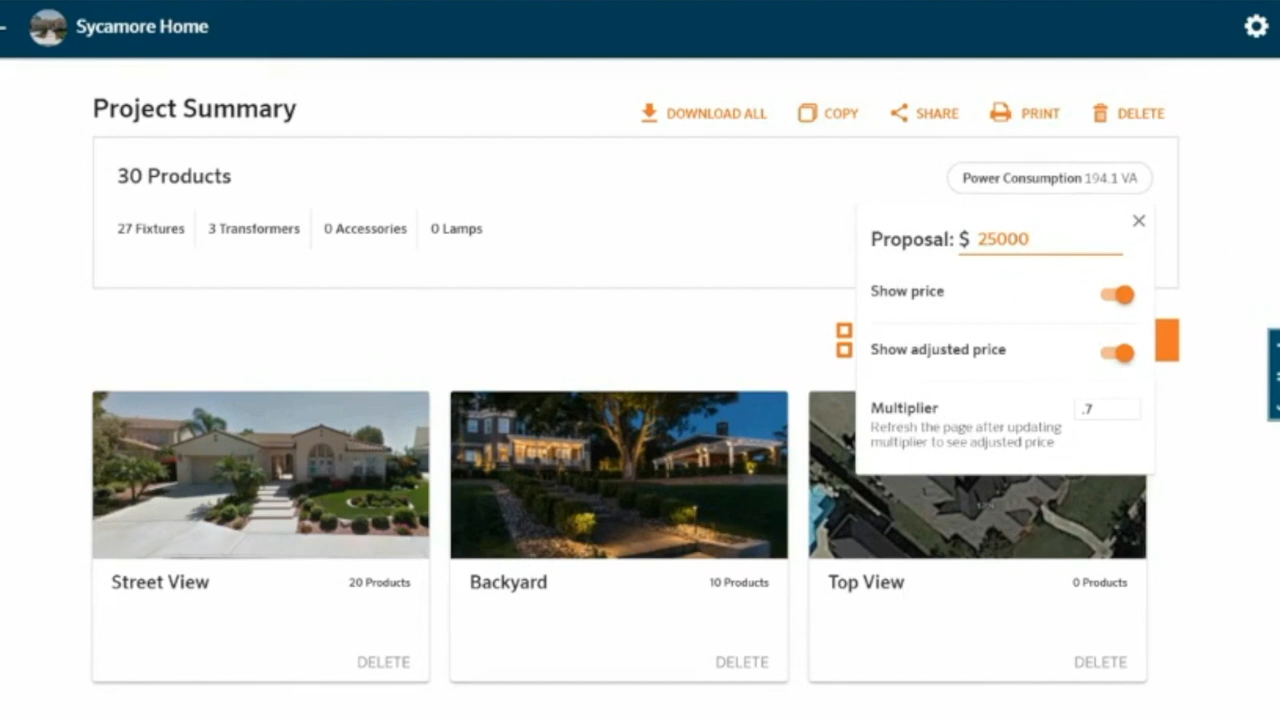 Sycamore Home
Project Summary
DOWNLOAD ALL
COPY
SHARE
PRINT
DELETE
30 Products
Power Consumption 194.1 VA
27 Fixtures
3 Transformers
0 Accessories
0 Lamps
Proposal: $ 25000
Show price
Show adjusted price
Multiplier
.7
Refresh the page after updating
multiplier to see adjusted price
Street View
20 Products
Backyard
10 Products
Top View
0 Products
DELETE
DELETE
DELETE